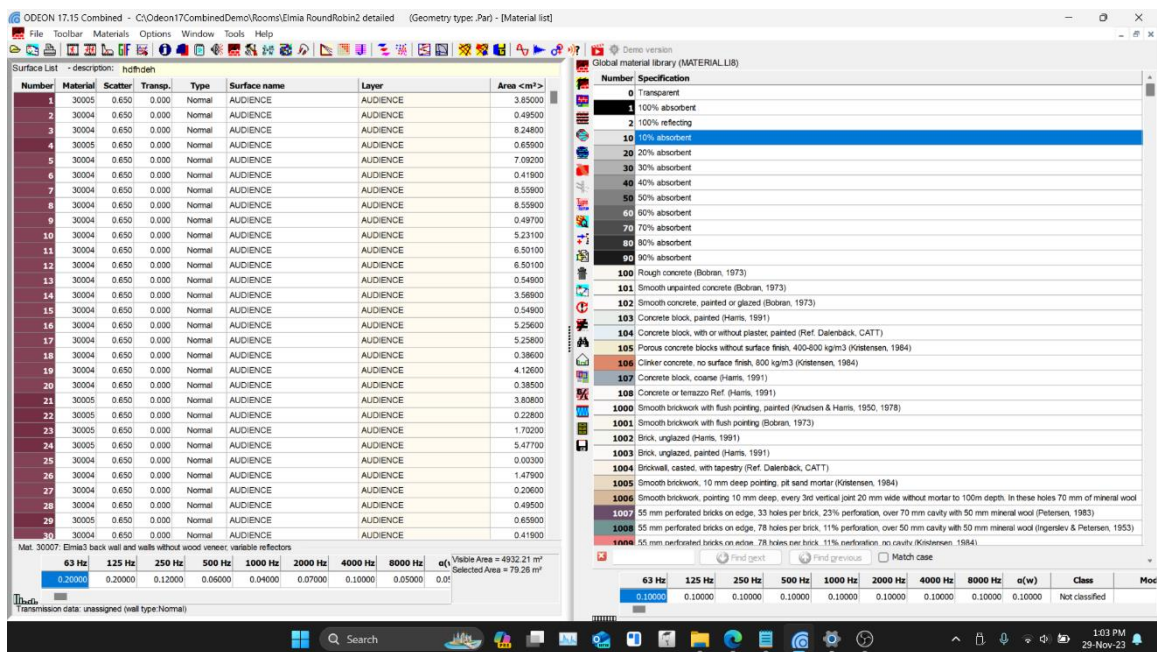 ODEON 17.15 Combined - C:\Odeon17CombinedDemo\Rooms\Elmia RoundRobin2 detailed (Geometry type: .Par) - [Material list]
File Toolbar Materials Options Window Tools Help
Demo version
Surface List - description: hdfhdeh
Number Material Scatter Transp. Type Surface name Layer Area <m²>
1 30005 0.650 0.000 Normal AUDIENCE AUDIENCE 3.85000
2 30004 0.650 0.000 Normal AUDIENCE AUDIENCE 0.49500
3 30004 0.650 0.000 Normal AUDIENCE AUDIENCE 8.24800
4 30005 0.650 0.000 Normal AUDIENCE AUDIENCE 0.65900
5 30004 0.650 0.000 Normal AUDIENCE AUDIENCE 7.09200
6 30004 0.650 0.000 Normal AUDIENCE AUDIENCE 0.41900
7 30004 0.650 0.000 Normal AUDIENCE AUDIENCE 8.55900
8 30004 0.650 0.000 Normal AUDIENCE AUDIENCE 8.55900
9 30004 0.650 0.000 Normal AUDIENCE AUDIENCE 0.49700
10 30004 0.650 0.000 Normal AUDIENCE AUDIENCE 5.23100
11 30004 0.650 0.000 Normal AUDIENCE AUDIENCE 6.50100
12 30004 0.650 0.000 Normal AUDIENCE AUDIENCE 6.50100
13 30004 0.650 0.000 Normal AUDIENCE AUDIENCE 0.54900
14 30004 0.650 0.000 Normal AUDIENCE AUDIENCE 3.56900
15 30004 0.650 0.000 Normal AUDIENCE AUDIENCE 0.54900
16 30004 0.650 0.000 Normal AUDIENCE AUDIENCE 5.25600
17 30004 0.650 0.000 Normal AUDIENCE AUDIENCE 5.25800
18 30004 0.650 0.000 Normal AUDIENCE AUDIENCE 0.38600
19 30004 0.650 0.000 Normal AUDIENCE AUDIENCE 4.12600
20 30004 0.650 0.000 Normal AUDIENCE AUDIENCE 0.38500
21 30005 0.650 0.000 Normal AUDIENCE AUDIENCE 3.80800
22 30005 0.650 0.000 Normal AUDIENCE AUDIENCE 0.22800
23 30005 0.650 0.000 Normal AUDIENCE AUDIENCE 1.70200
24 30005 0.650 0.000 Normal AUDIENCE AUDIENCE 5.47700
25 30004 0.650 0.000 Normal AUDIENCE AUDIENCE 0.00300
26 30004 0.650 0.000 Normal AUDIENCE AUDIENCE 1.47900
27 30004 0.650 0.000 Normal AUDIENCE AUDIENCE 0.20600
28 30004 0.650 0.000 Normal AUDIENCE AUDIENCE 0.49500
29 30005 0.650 0.000 Normal AUDIENCE AUDIENCE 0.65900
30 30004 0.650 0.000 Normal AUDIENCE AUDIENCE 0.41900
Mat. 30007: Elmia3 back wall and walls without wood veneer, variable reflectors
63 Hz 125 Hz 250 Hz 500 Hz 1000 Hz 2000 Hz 4000 Hz 8000 Hz α(
0.20000 0.20000 0.12000 0.06000 0.04000 0.07000 0.10000 0.05000 0.05
Visible Area = 4932.21 m²
Selected Area = 79.26 m²
Transmission data: unassigned (wall type:Normal)
Global material library (MATERIAL.LI8)
Number Specification
0 Transparent
1 100% absorbent
2 100% reflecting
10 10% absorbent
20 20% absorbent
30 30% absorbent
40 40% absorbent
50 50% absorbent
60 60% absorbent
70 70% absorbent
80 80% absorbent
90 90% absorbent
100 Rough concrete (Bobran, 1973)
101 Smooth unpainted concrete (Bobran, 1973)
102 Smooth concrete, painted or glazed (Bobran, 1973)
103 Concrete block, painted (Harris, 1991)
104 Concrete block, with or without plaster, painted (Ref. Dalenbäck, CATT)
105 Porous concrete blocks without surface finish, 400-800 kg/m3 (Kristensen, 1984)
106 Clinker concrete, no surface finish, 800 kg/m3 (Kristensen, 1984)
107 Concrete block, coarse (Harris, 1991)
108 Concrete or terrazzo Ref. (Harris, 1991)
1000 Smooth brickwork with flush pointing, painted (Knudsen & Harris, 1950, 1978)
1001 Smooth brickwork with flush pointing (Bobran, 1973)
1002 Brick, unglazed (Harris, 1991)
1003 Brick, unglazed, painted (Harris, 1991)
1004 Brickwall, casted, with tapestry (Ref. Dalenbäck, CATT)
1005 Smooth brickwork, 10 mm deep pointing, pit sand mortar (Kristensen, 1984)
1006 Smooth brickwork, pointing 10 mm deep, every 3rd vertical joint 20 mm wide without mortar to 100m depth. In these holes 70 mm of mineral wool
1007 55 mm perforated bricks on edge, 33 holes per brick, 23% perforation, over 70 mm cavity with 50 mm mineral wool (Petersen, 1983)
1008 55 mm perforated bricks on edge, 78 holes per brick, 11% perforation, over 50 mm cavity with 50 mm mineral wool (Ingerslev & Petersen, 1953)
1009 55 mm perforated bricks on edge, 78 holes per brick, 11% perforation, no cavity (Kristensen, 1984)
Find next Find previous Match case
63 Hz 125 Hz 250 Hz 500 Hz 1000 Hz 2000 Hz 4000 Hz 8000 Hz α(w) Class Mod
0.10000 0.10000 0.10000 0.10000 0.10000 0.10000 0.10000 0.10000 0.10000 Not classified
Search
1:03 PM
29-Nov-23